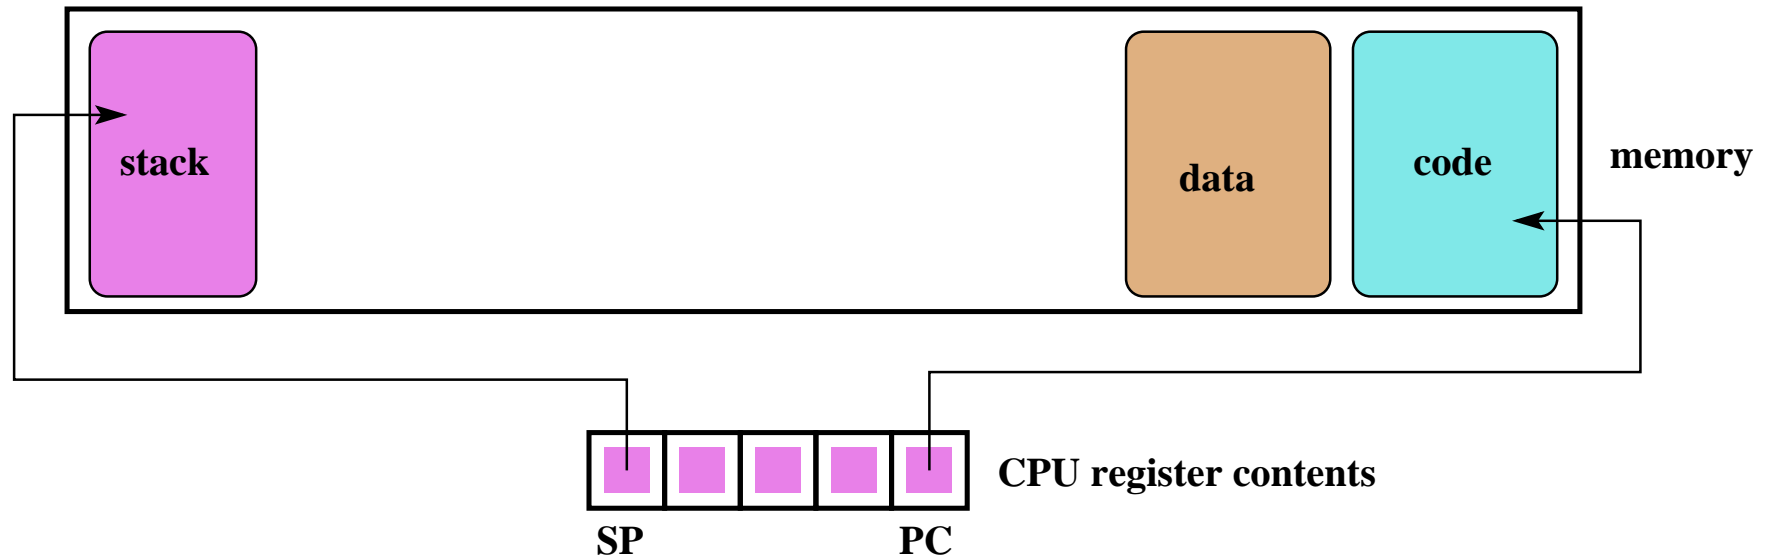 stack
data
code
memory
CPU register contents
SP
PC